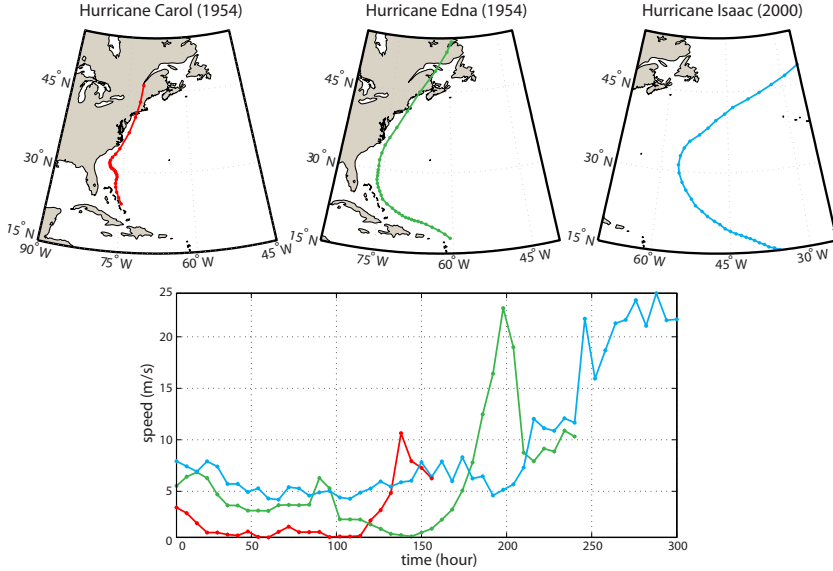 Hurricane Carol (1954)
Hurricane Edna (1954)
Hurricane Isaac (2000)
45°N
30°N
15°N
90°W
75°W
60°W
45°W
45°N
30°N
15°N
75°W
60°W
45°W
45°N
30°N
15°N
60°W
45°W
30°W
speed (m/s)
25
20
15
10
5
0
0
50
100
150
200
250
300
time (hour)